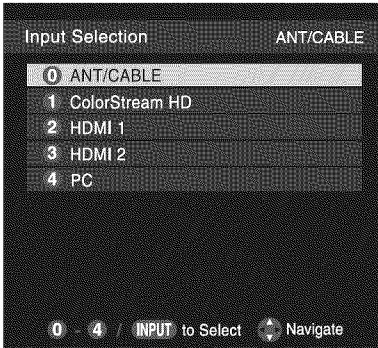 Input Selection ANT/CABLE
0 ANT/CABLE
1 ColorStream HD
2 HDMI 1
3 HDMI 2
4 PC
0 - 4 / INPUT to Select Navigate